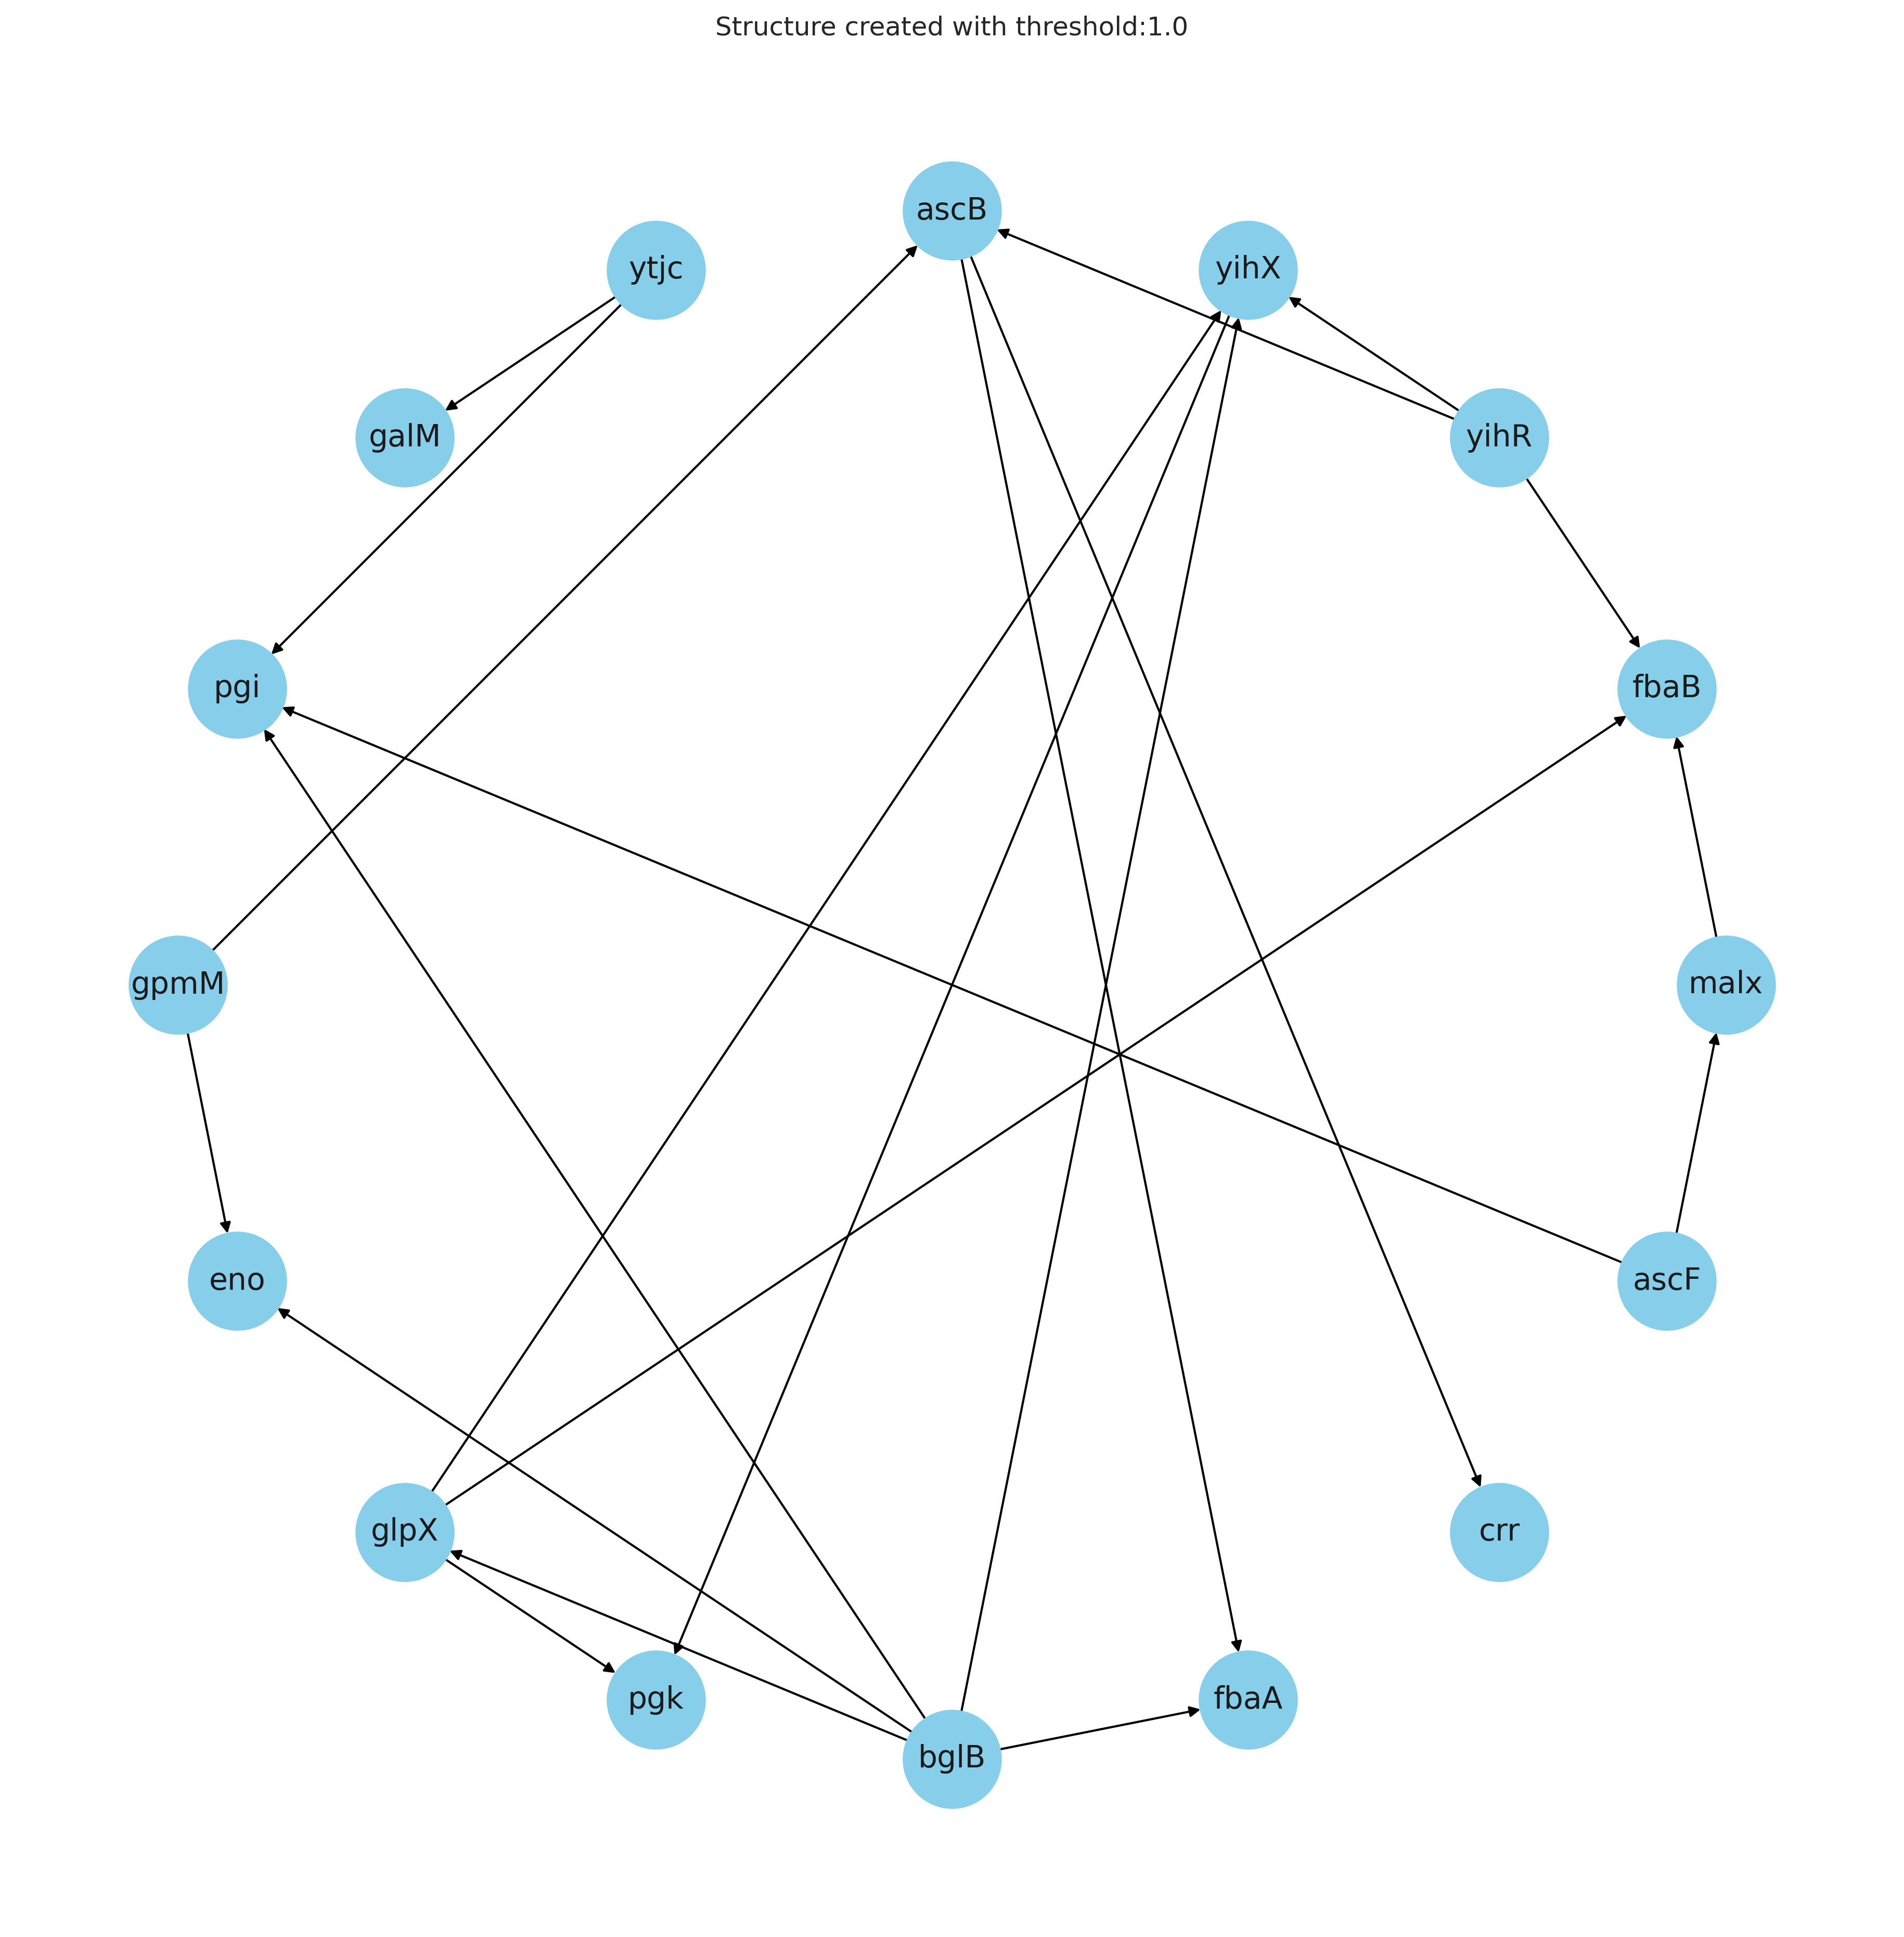 Structure created with threshold:1.0
ascB
ytjc
yihX
galM
yihR
pgi
fbaB
gpmM
malx
eno
ascF
glpX
crr
pgk
fbaA
bglB